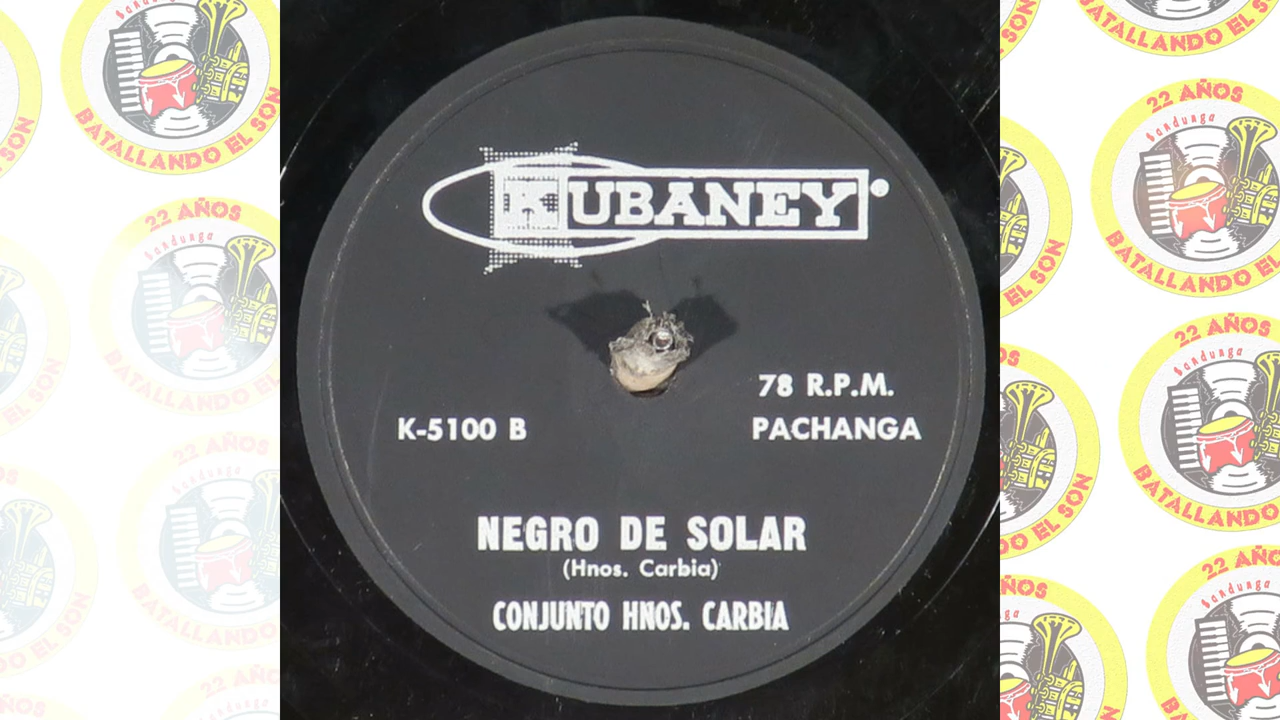 KUBANEY
78 R.P.M.
K-5100 B
PACHANGA
NEGRO DE SOLAR
(Hnos. Carbia)
CONJUNTO HNOS. CARBIA
22 AÑOS
Sandunga
BATALLANDO EL SON